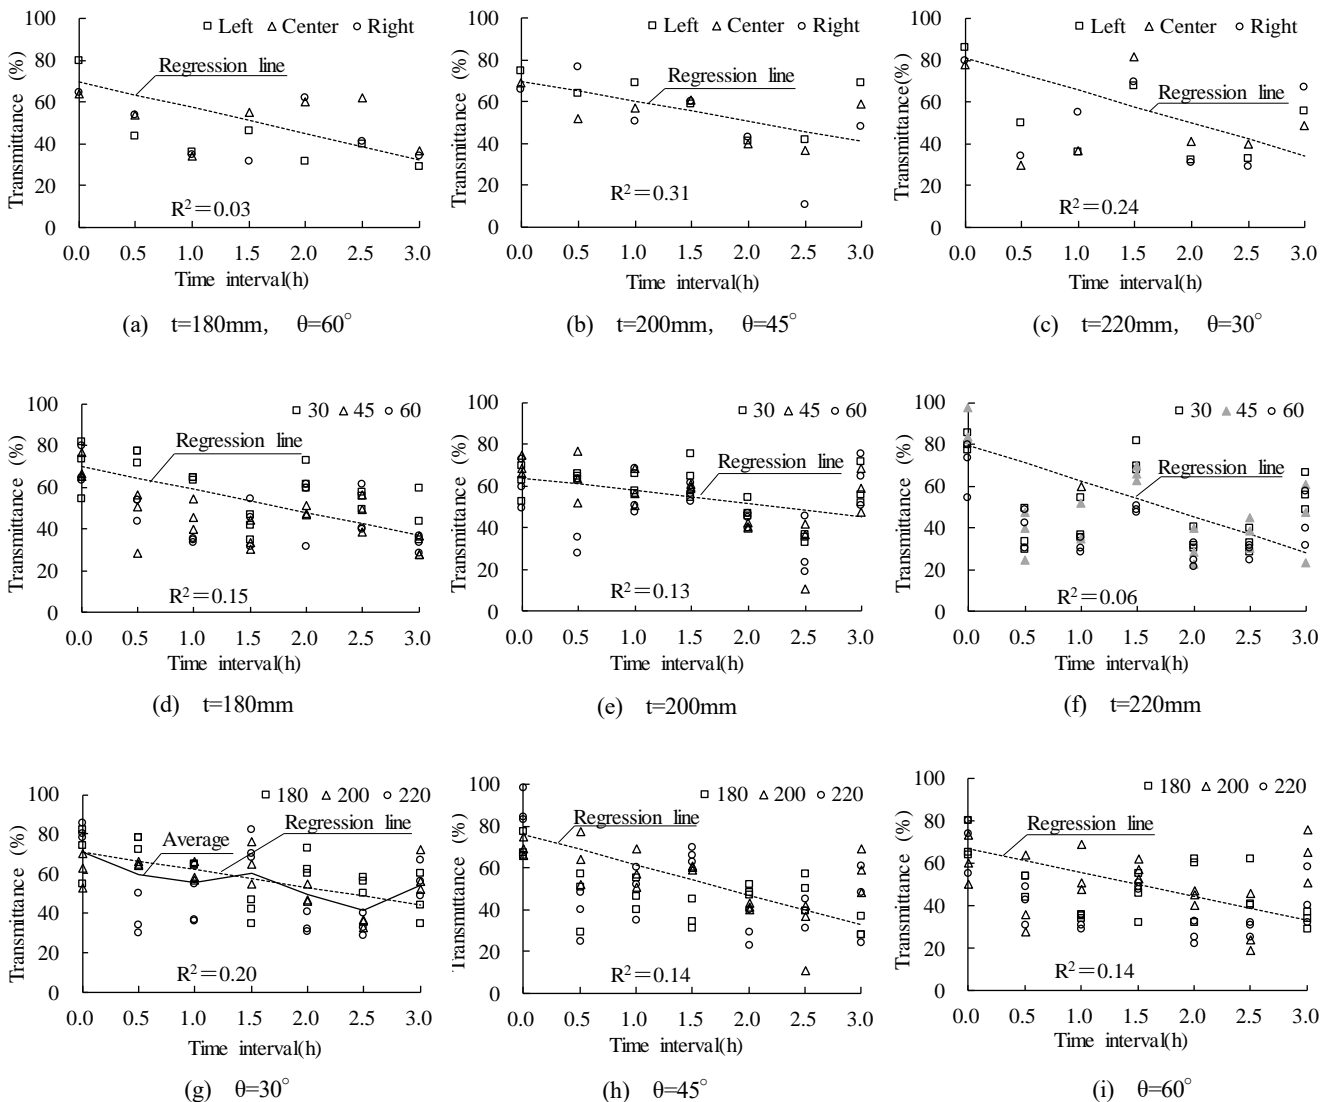 □ Left △ Center ○ Right
Transmittance (%)
100
80
60
40
20
0
Regression line
R²＝0.03
0.0 0.5 1.0 1.5 2.0 2.5 3.0
Time interval(h)
(a) t=180mm, θ=60°
□ Left △ Center ○ Right
Transmittance (%)
100
80
60
40
20
0
Regression line
R²＝0.31
0.0 0.5 1.0 1.5 2.0 2.5 3.0
Time interval(h)
(b) t=200mm, θ=45°
□ Left △ Center ○ Right
Transmittance(%)
100
80
60
40
20
0
Regression line
R²＝0.24
0.0 0.5 1.0 1.5 2.0 2.5 3.0
Time interval(h)
(c) t=220mm, θ=30°
□ 30 △ 45 ○ 60
Transmittance (%)
100
80
60
40
20
0
Regression line
R²＝0.15
0.0 0.5 1.0 1.5 2.0 2.5 3.0
Time interval(h)
(d) t=180mm
□ 30 △ 45 ○ 60
Transmittance (%)
100
80
60
40
20
0
Regression line
R²＝0.13
0.0 0.5 1.0 1.5 2.0 2.5 3.0
Time interval(h)
(e) t=200mm
□ 30 ▲ 45 ○ 60
Transmittance (%)
100
80
60
40
20
0
Regression line
R²＝0.06
0.0 0.5 1.0 1.5 2.0 2.5 3.0
Time interval(h)
(f) t=220mm
□ 180 △ 200 ○ 220
Transmittance (%)
100
80
60
40
20
0
Average
Regression line
R²＝0.20
0.0 0.5 1.0 1.5 2.0 2.5 3.0
Time interval(h)
(g) θ=30°
□ 180 △ 200 ○ 220
Transmittance (%)
100
80
60
40
20
0
Regression line
R²＝0.14
0.0 0.5 1.0 1.5 2.0 2.5 3.0
Time interval(h)
(h) θ=45°
□ 180 △ 200 ○ 220
Transmittance (%)
100
80
60
40
20
0
Regression line
R²＝0.14
0.0 0.5 1.0 1.5 2.0 2.5 3.0
Time interval(h)
(i) θ=60°